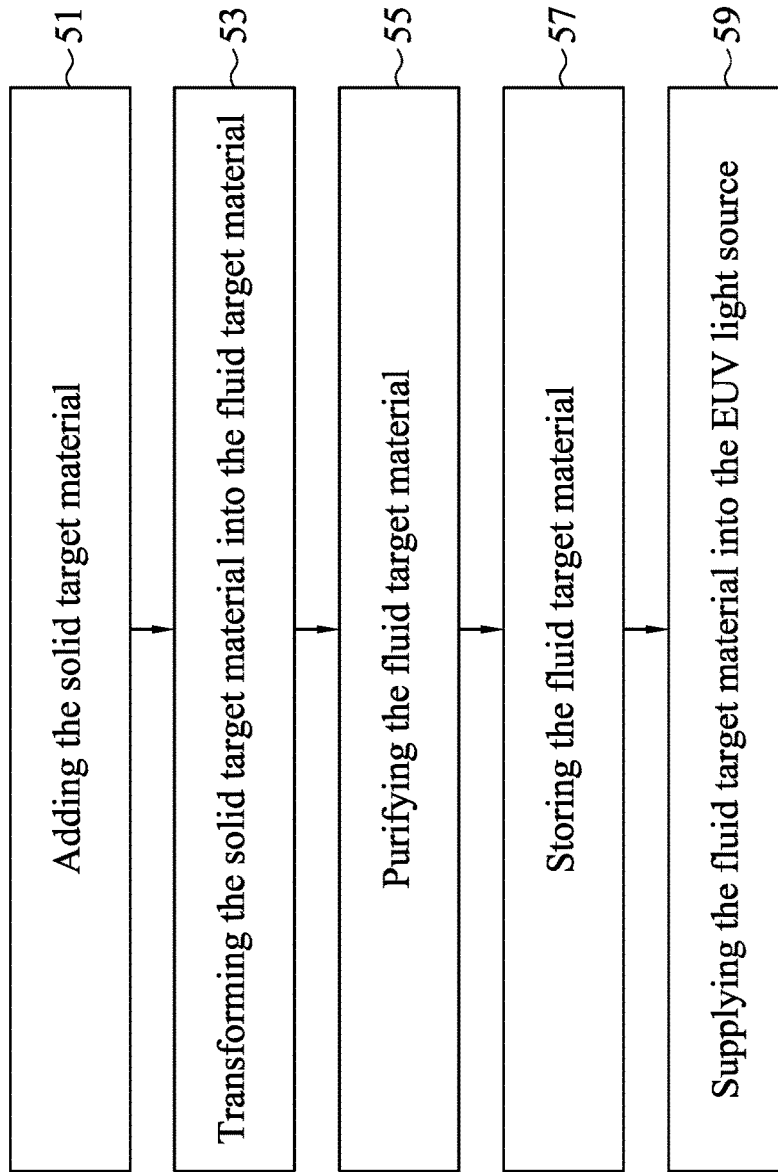 Adding the solid target material
51
Transforming the solid target material into the fluid target material
53
Purifying the fluid target material
55
Storing the fluid target material
57
Supplying the fluid target material into the EUV light source
59